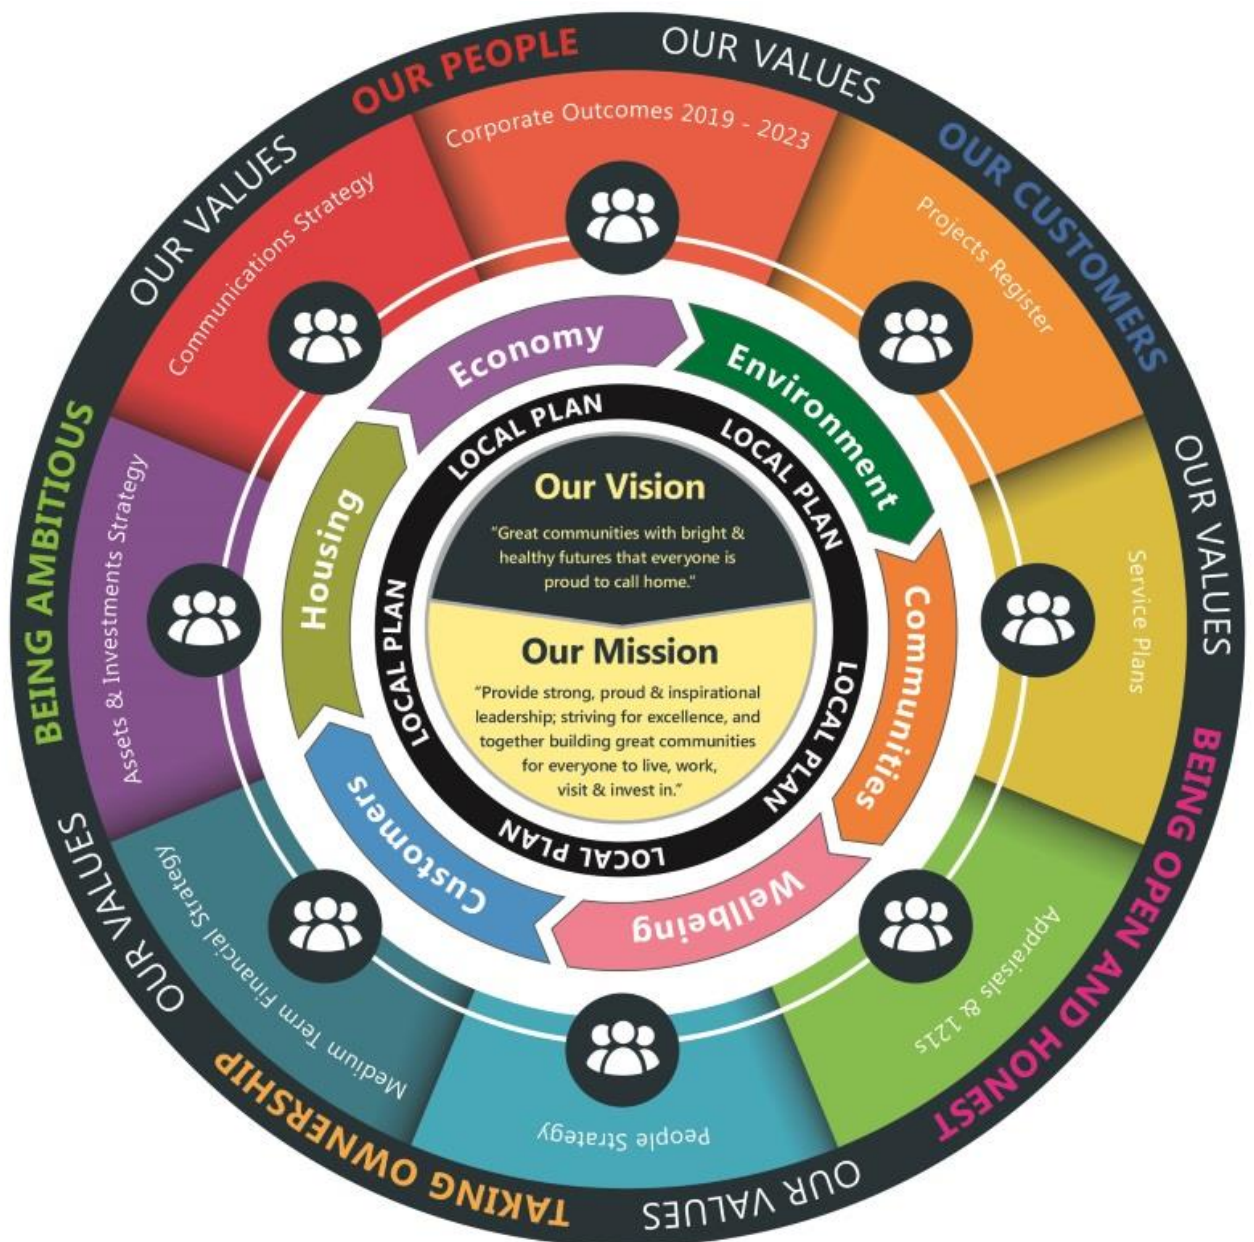 OUR PEOPLE
OUR VALUES
OUR CUSTOMERS
OUR VALUES
BEING OPEN AND HONEST
OUR VALUES
TAKING OWNERSHIP
OUR VALUES
BEING AMBITIOUS
OUR VALUES
Corporate Outcomes 2019 - 2023
Projects Register
Service Plans
Appraisals & 121s
People Strategy
Medium Term Financial Strategy
Assets & Investments Strategy
Communications Strategy
Economy
Environment
Communities
Wellbeing
Customers
Housing
LOCAL PLAN
LOCAL PLAN
LOCAL PLAN
LOCAL PLAN
LOCAL PLAN
Our Vision
"Great communities with bright &
healthy futures that everyone is
proud to call home."
Our Mission
"Provide strong, proud & inspirational
leadership; striving for excellence, and
together building great communities
for everyone to live, work,
visit & invest in."